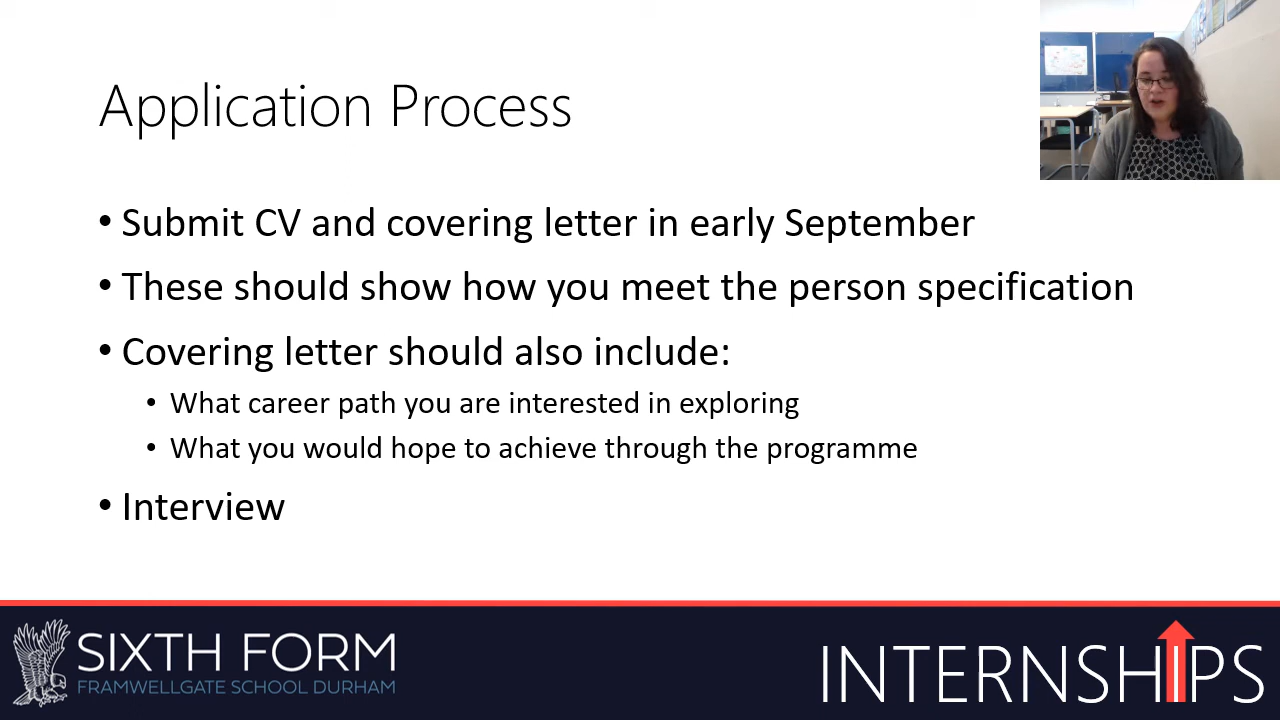 Application Process
• Submit CV and covering letter in early September
• These should show how you meet the person specification
• Covering letter should also include:
• What career path you are interested in exploring
• What you would hope to achieve through the programme
• Interview
SIXTH FORM
FRAMWELLGATE SCHOOL DURHAM
INTERNSHIPS